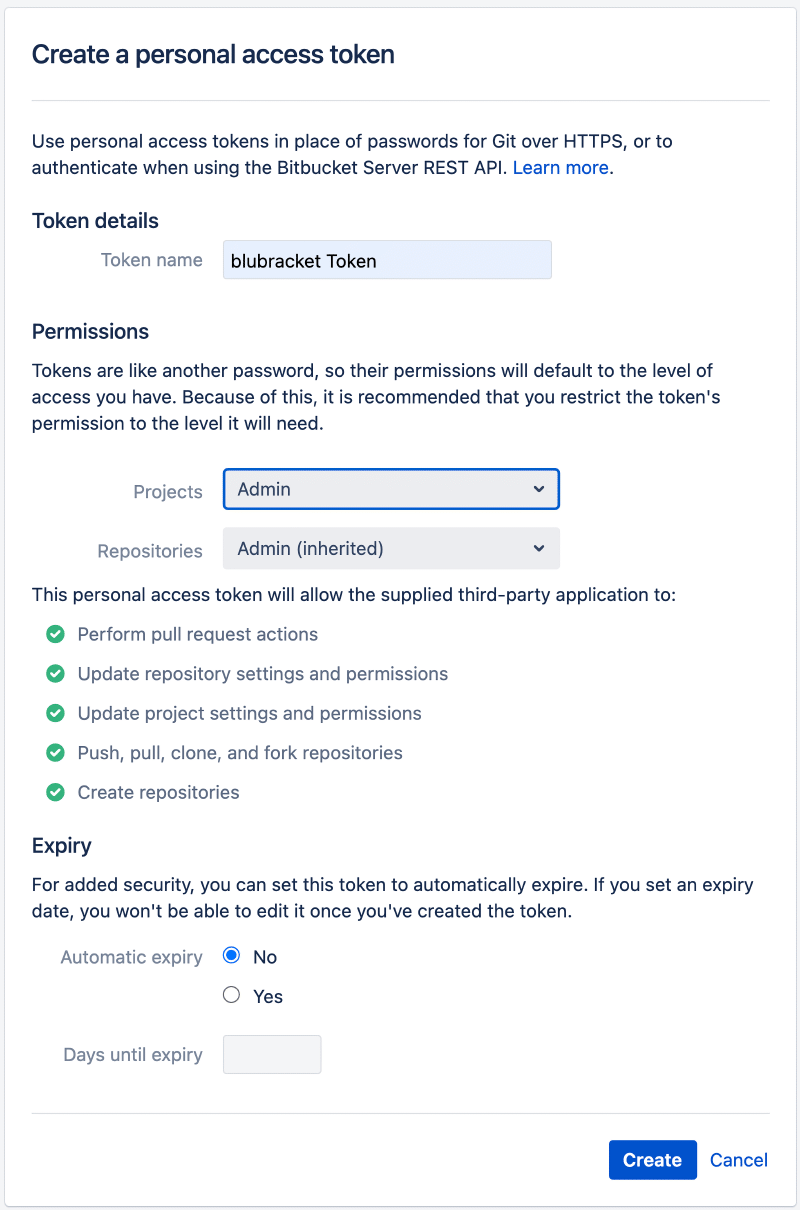 Create a personal access token
Use personal access tokens in place of passwords for Git over HTTPS, or to
authenticate when using the Bitbucket Server REST API. Learn more.
Token details
Token name
blubracket Token
Permissions
Tokens are like another password, so their permissions will default to the level of
access you have. Because of this, it is recommended that you restrict the token's
permission to the level it will need.
Projects
Admin
Repositories
Admin (inherited)
This personal access token will allow the supplied third-party application to:
Perform pull request actions
Update repository settings and permissions
Update project settings and permissions
Push, pull, clone, and fork repositories
Create repositories
Expiry
For added security, you can set this token to automatically expire. If you set an expiry
date, you won't be able to edit it once you've created the token.
Automatic expiry
No
Yes
Days until expiry
Create
Cancel